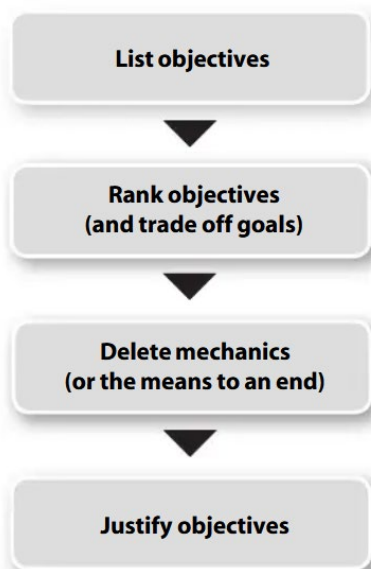 List objectives
Rank objectives
(and trade off goals)
Delete mechanics
(or the means to an end)
Justify objectives